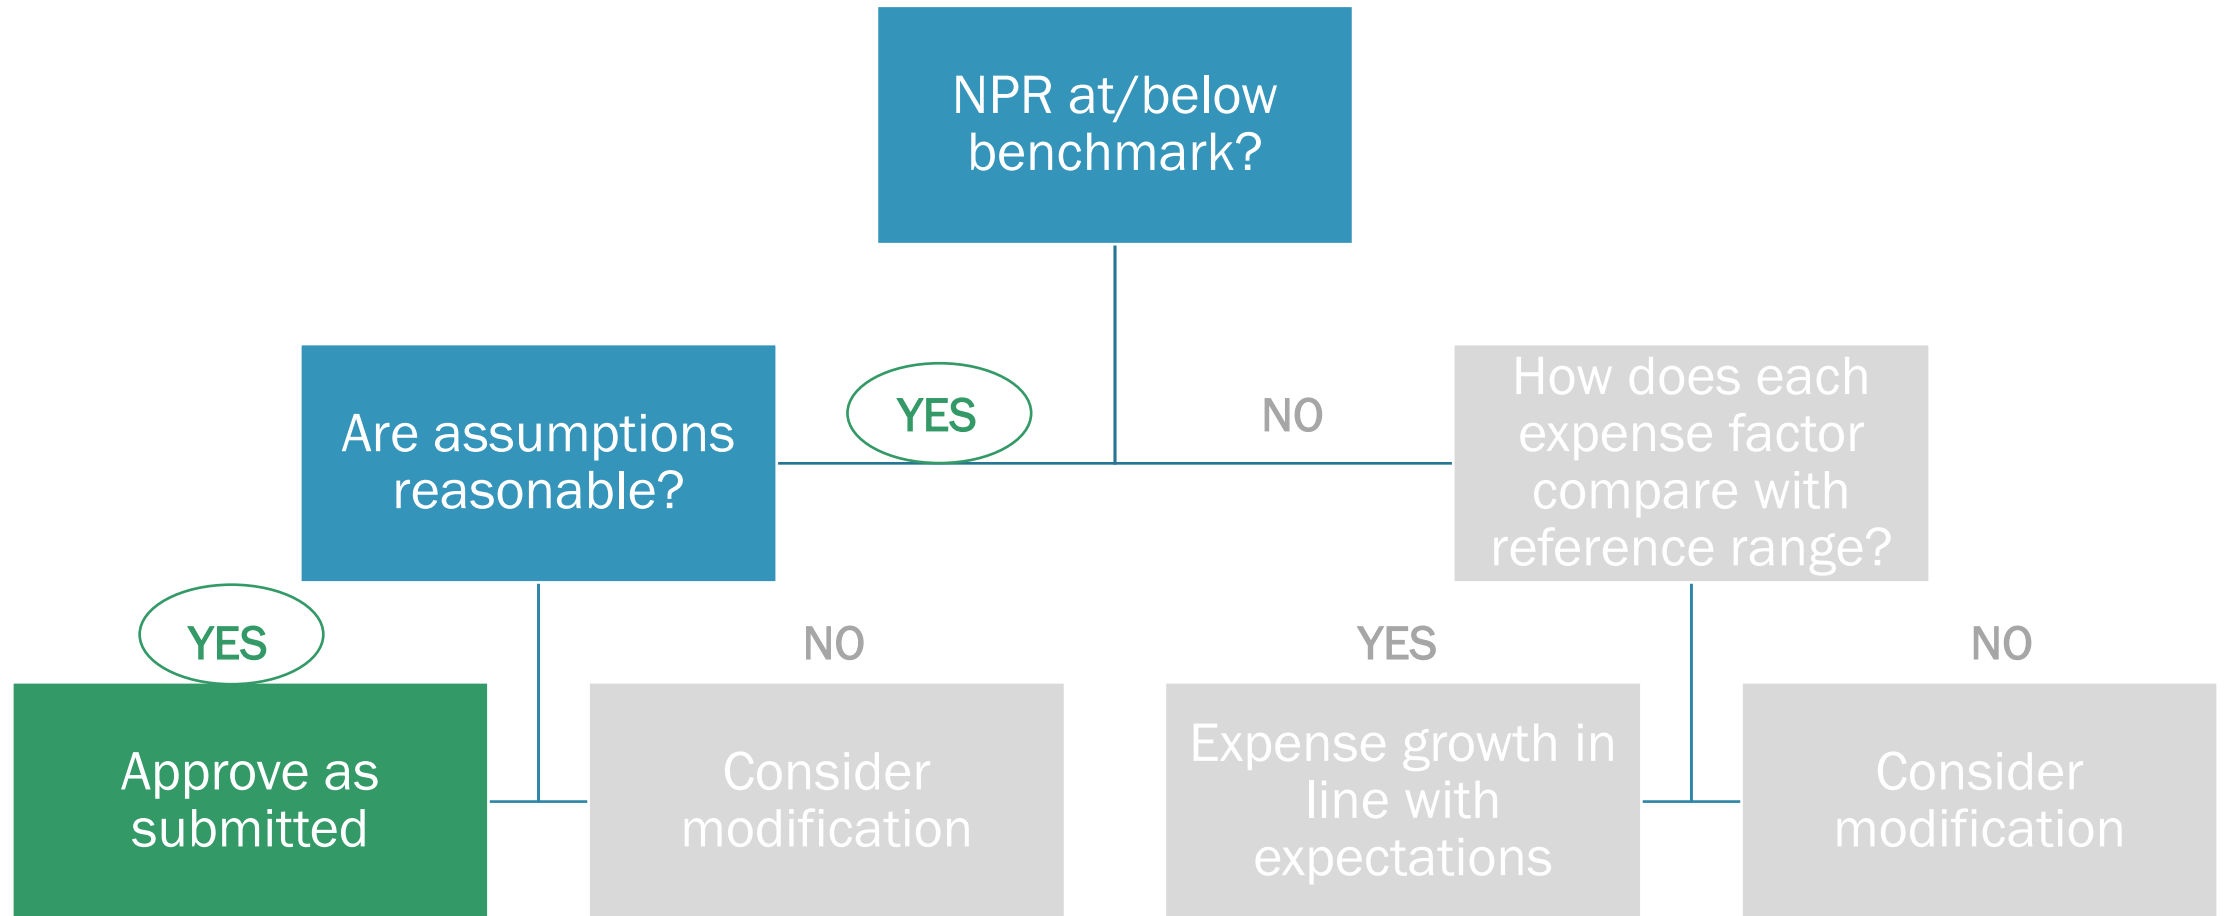 NPR at/below
benchmark?
Are assumptions
reasonable?
YES
NO
How does each
expense factor
compare with
reference range?
YES
NO
YES
NO
Approve as
submitted
Consider
modification
Expense growth in
line with
expectations
Consider
modification